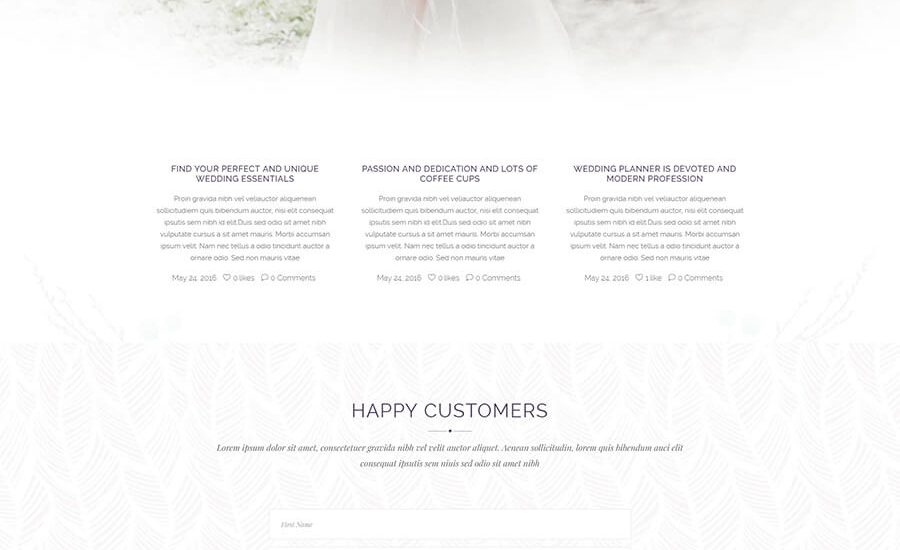 FIND YOUR PERFECT AND UNIQUE
WEDDING ESSENTIALS
Proin gravida nibh vel veliauctor aliquenean
sollicitudiem quis bibendum auctor, nisi elit consequat
ipsutis sem nibh id elit.Duis sed odio sit amet nibh
vulputate cursus a sit amet mauris. Morbi accumsan
ipsum velit. Nam nec tellus a odio tincidunt auctor a
ornare odio. Sed non mauris vitae
May 24, 2016 0 likes 0 Comments
PASSION AND DEDICATION AND LOTS OF
COFFEE CUPS
Proin gravida nibh vel veliauctor aliquenean
sollicitudiem quis bibendum auctor, nisi elit consequat
ipsutis sem nibh id elit.Duis sed odio sit amet nibh
vulputate cursus a sit amet mauris. Morbi accumsan
ipsum velit. Nam nec tellus a odio tincidunt auctor a
ornare odio. Sed non mauris vitae
May 24, 2016 0 likes 0 Comments
WEDDING PLANNER IS DEVOTED AND
MODERN PROFESSION
Proin gravida nibh vel veliauctor aliquenean
sollicitudiem quis bibendum auctor, nisi elit consequat
ipsutis sem nibh id elit.Duis sed odio sit amet nibh
vulputate cursus a sit amet mauris. Morbi accumsan
ipsum velit. Nam nec tellus a odio tincidunt auctor a
ornare odio. Sed non mauris vitae
May 24, 2016 1 like 0 Comments
HAPPY CUSTOMERS
Lorem ipsum dolor sit amet, consectetuer gravida nibh vel velit auctor aliquet. Aenean sollicitudin, lorem quis bibendum auci elit
consequat ipsutis sem niuis sed odio sit amet nibh
First Name